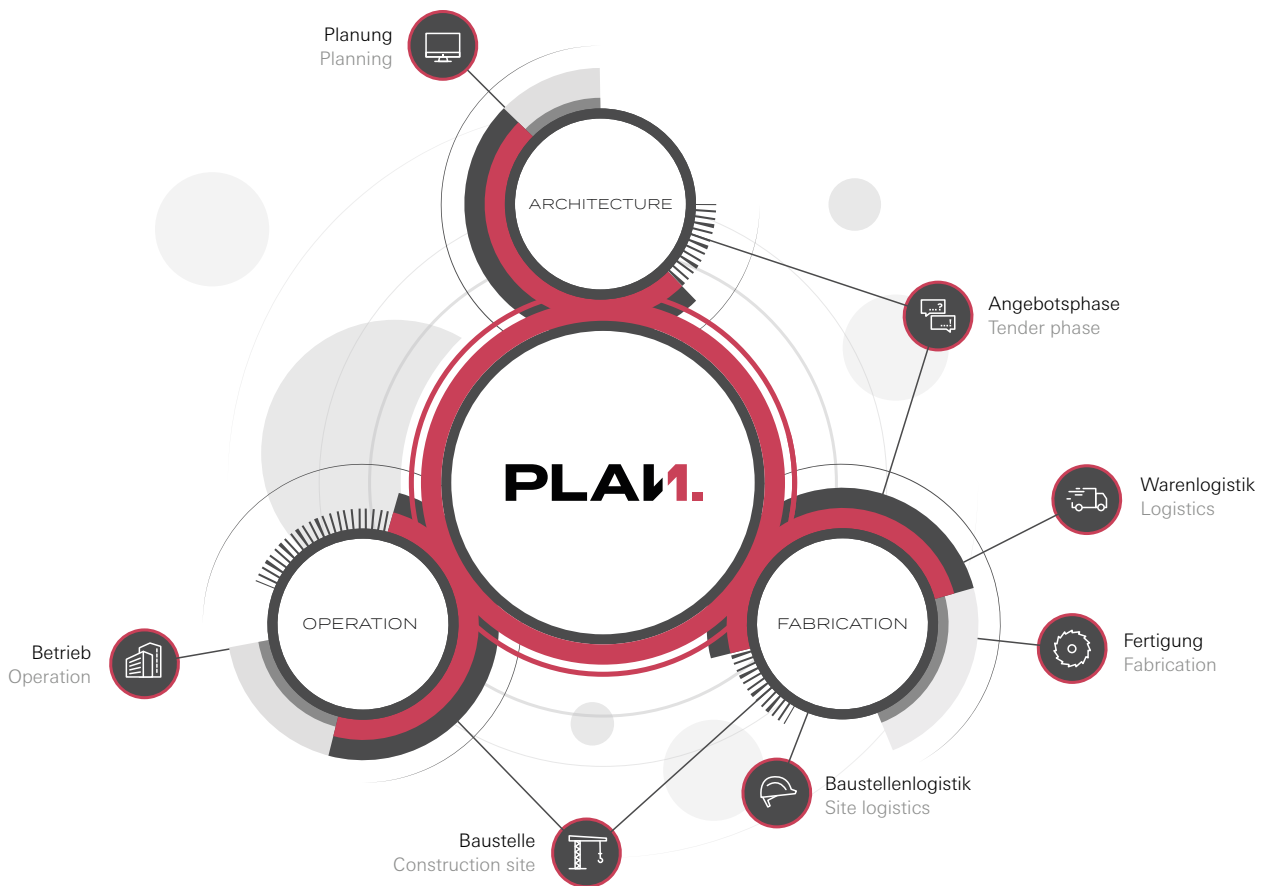 Planung
Planning
ARCHITECTURE
...?
...!
Angebotsphase
Tender phase
PLAN1.
Warenlogistik
Logistics
OPERATION
FABRICATION
Fertigung
Fabrication
Betrieb
Operation
Baustellenlogistik
Site logistics
Baustelle
Construction site